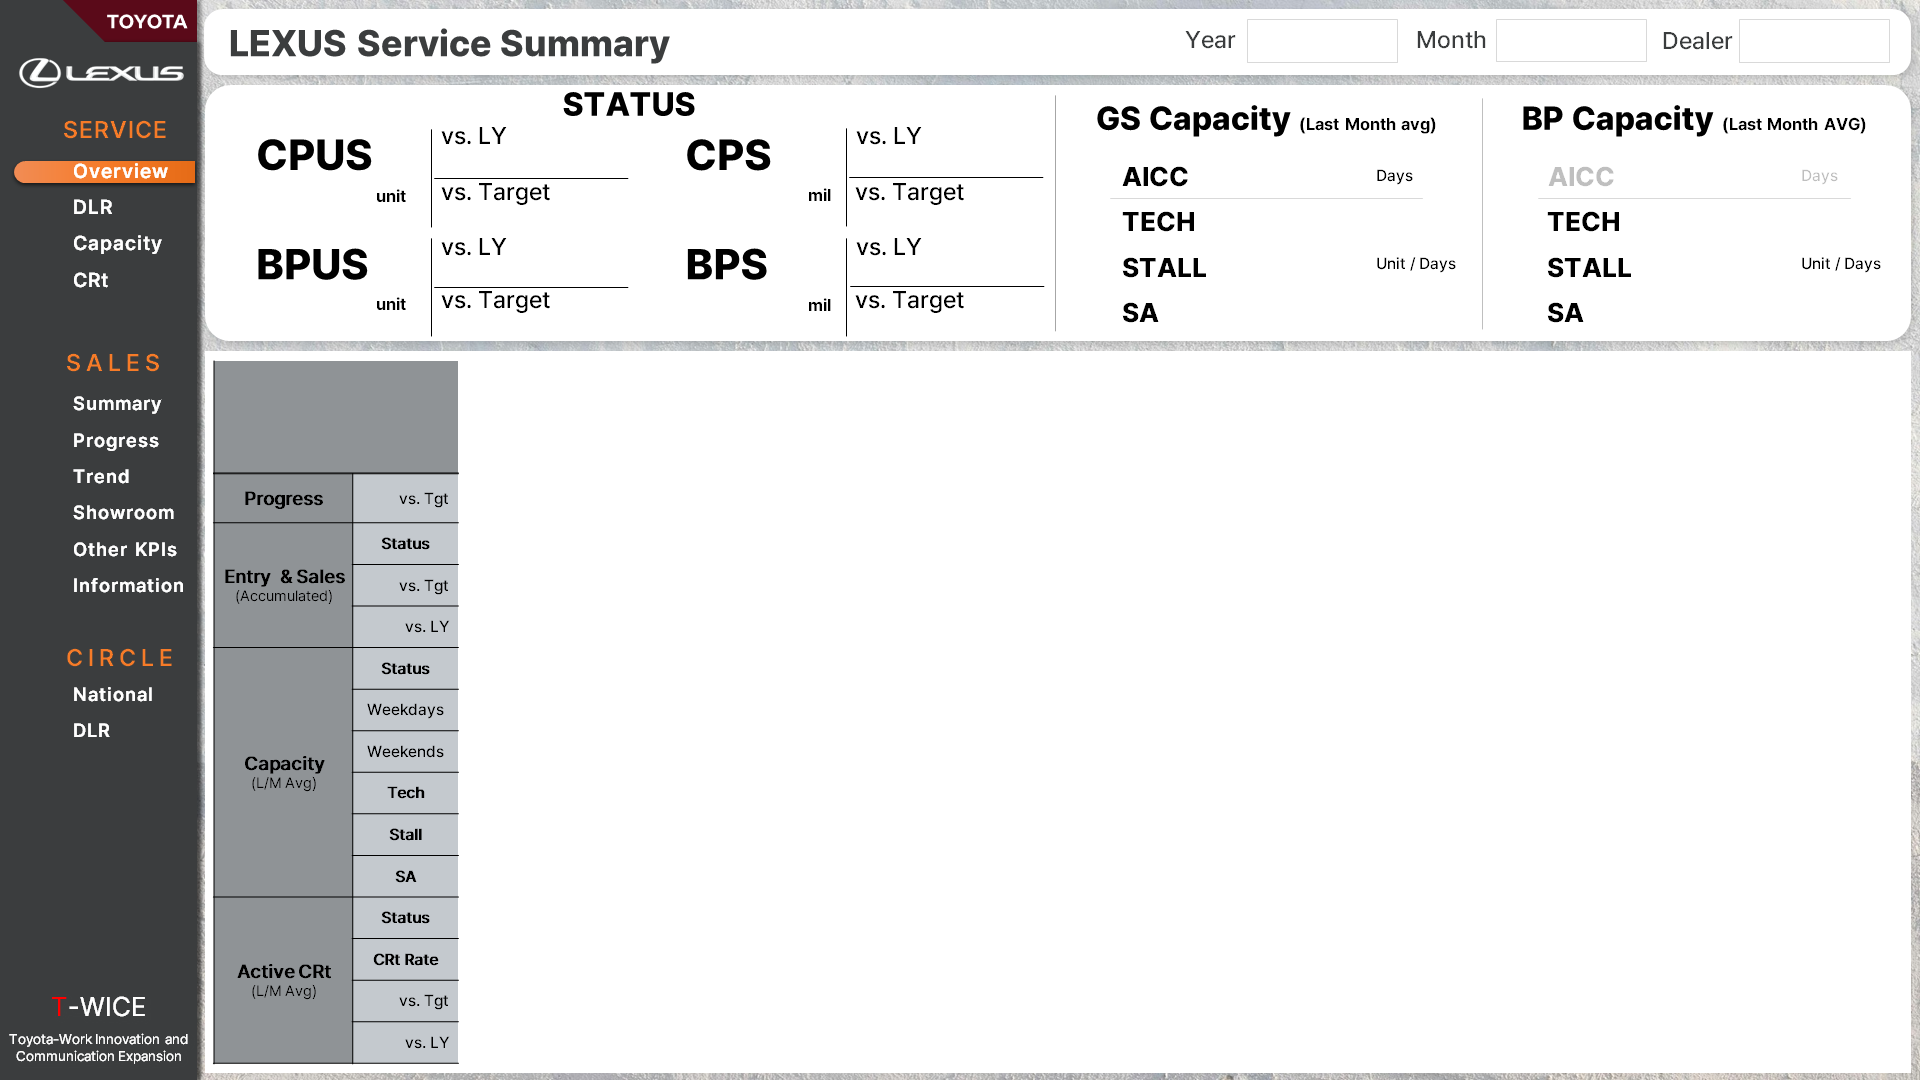 TOYOTA
LEXUS
SERVICE
Overview
DLR
Capacity
CRt
SALES
Summary
Progress
Trend
Showroom
Other KPIs
Information
CIRCLE
National
DLR
T-WICE
Toyota-Work Innovation and
Communication Expansion
LEXUS Service Summary
Year
Month
Dealer
STATUS
CPUS
unit
vs. LY
vs. Target
CPS
mil
vs. LY
vs. Target
BPUS
unit
vs. LY
vs. Target
BPS
mil
vs. LY
vs. Target
GS Capacity (Last Month avg)
AICC Days
TECH
STALL Unit / Days
SA
BP Capacity (Last Month AVG)
AICC Days
TECH
STALL Unit / Days
SA
Progress
vs. Tgt
Entry & Sales
(Accumulated)
Status
vs. Tgt
vs. LY
Capacity
(L/M Avg)
Status
Weekdays
Weekends
Tech
Stall
SA
Active CRt
(L/M Avg)
Status
CRt Rate
vs. Tgt
vs. LY